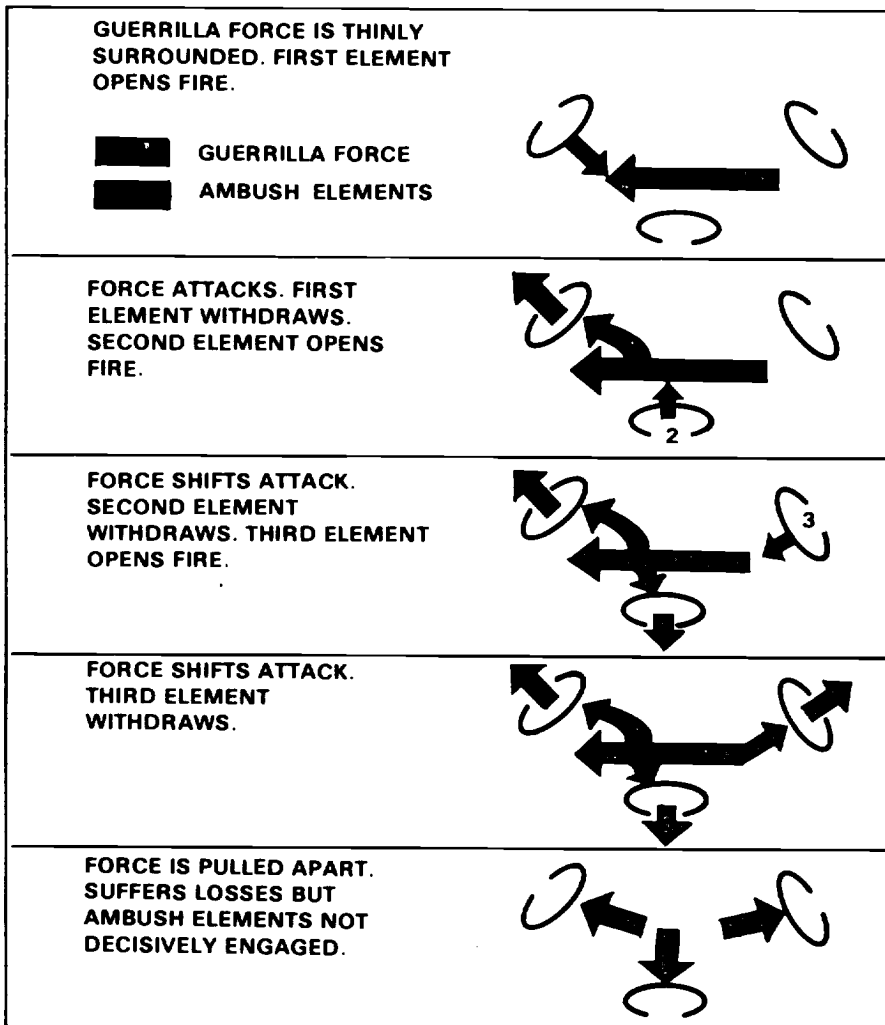 GUERRILLA FORCE IS THINLY
SURROUNDED. FIRST ELEMENT
OPENS FIRE.
GUERRILLA FORCE
AMBUSH ELEMENTS
FORCE ATTACKS. FIRST
ELEMENT WITHDRAWS.
SECOND ELEMENT OPENS
FIRE.
2
FORCE SHIFTS ATTACK.
SECOND ELEMENT
WITHDRAWS. THIRD ELEMENT
OPENS FIRE.
3
FORCE SHIFTS ATTACK.
THIRD ELEMENT
WITHDRAWS.
FORCE IS PULLED APART.
SUFFERS LOSSES BUT
AMBUSH ELEMENTS NOT
DECISIVELY ENGAGED.